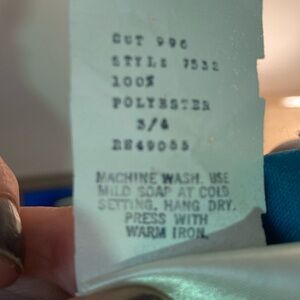 CUT 996
STYLE 7532
100%
POLYESTER
3/4
RN49055
MACHINE WASH. USE
MILD SOAP AT COLD
SETTING. HANG DRY.
PRESS WITH
WARM IRON.